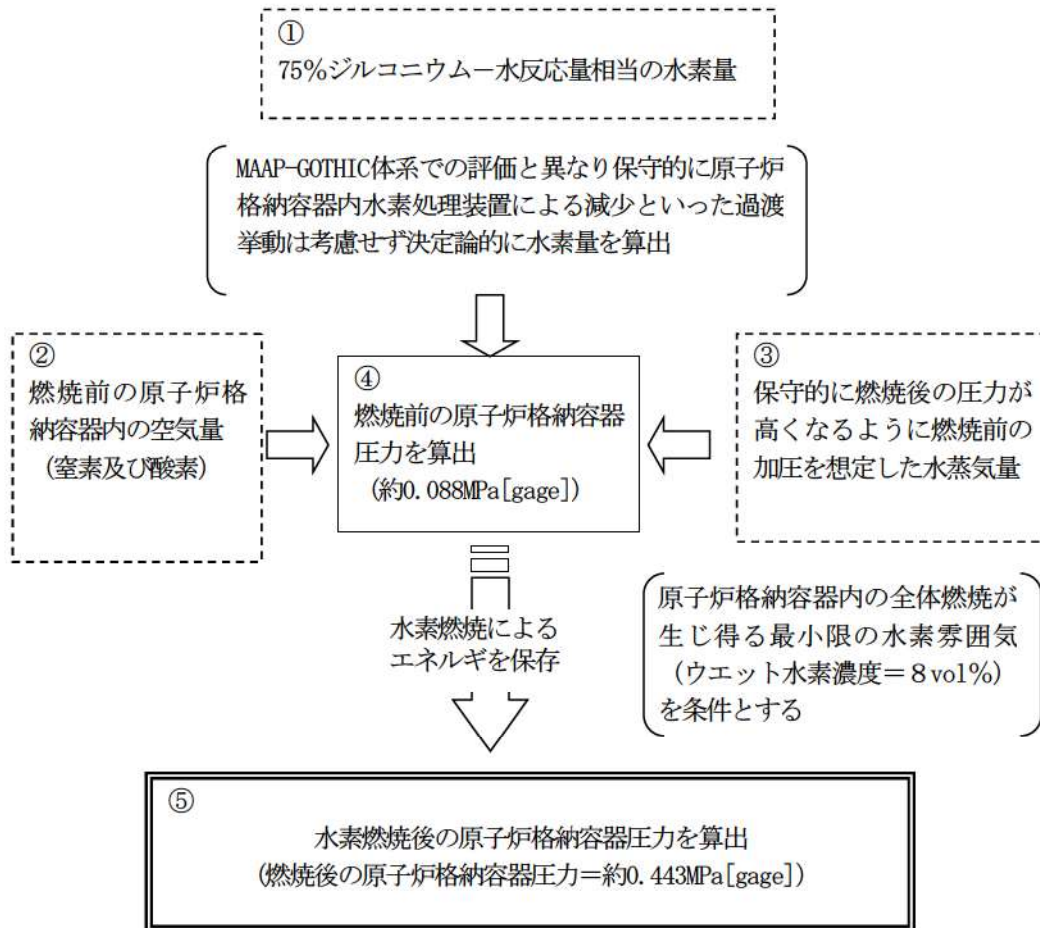 ①
75%ジルコニウム－水反応量相当の水素量
MAAP-GOTHIC体系での評価と異なり保守的に原子炉
格納容器内水素処理装置による減少といった過渡
挙動は考慮せず決定論的に水素量を算出
②
燃焼前の原子炉格
納容器内の空気量
(窒素及び酸素)
④
燃焼前の原子炉格納容器
圧力を算出
(約0.088MPa[gage])
③
保守的に燃焼後の圧力が
高くなるように燃焼前の
加圧を想定した水蒸気量
水素燃焼による
エネルギを保存
原子炉格納容器内の全体燃焼が
生じ得る最小限の水素雰囲気
(ウエット水素濃度＝８vol%)
を条件とする
⑤
水素燃焼後の原子炉格納容器圧力を算出
(燃焼後の原子炉格納容器圧力＝約0.443MPa[gage])